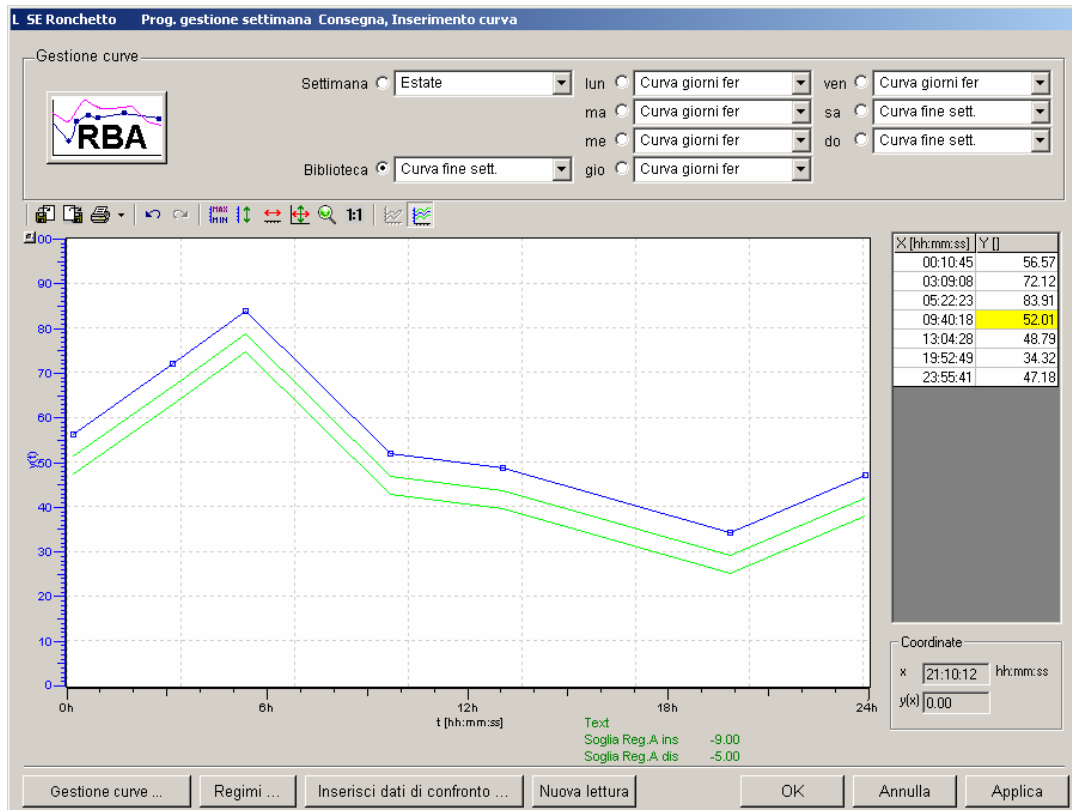 L SE Ronchetto Prog. gestione settimana Consegna, Inserimento curva
Gestione curve
RBA
Settimana Estate lun Curva giorni fer ven Curva giorni fer
ma Curva giorni fer sa Curva fine sett.
me Curva giorni fer do Curva fine sett.
Biblioteca Curva fine sett. gio Curva giorni fer
MAX
MIN
1:1
X [hh:mm:ss] Y []
00:10:45 56.57
03:09:08 72.12
05:22:23 83.91
09:40:18 52.01
13:04:28 48.79
19:52:49 34.32
23:55:41 47.18
100
90
80
70
60
50
40
30
20
10
0
y(t)
0h 6h 12h 18h 24h
t [hh:mm:ss]
Text
Soglia Reg.A ins -9.00
Soglia Reg.A dis -5.00
Coordinate
x 21:10:12 hh:mm:ss
y(x) 0.00
Gestione curve ... Regimi ... Inserisci dati di confronto ... Nuova lettura OK Annulla Applica